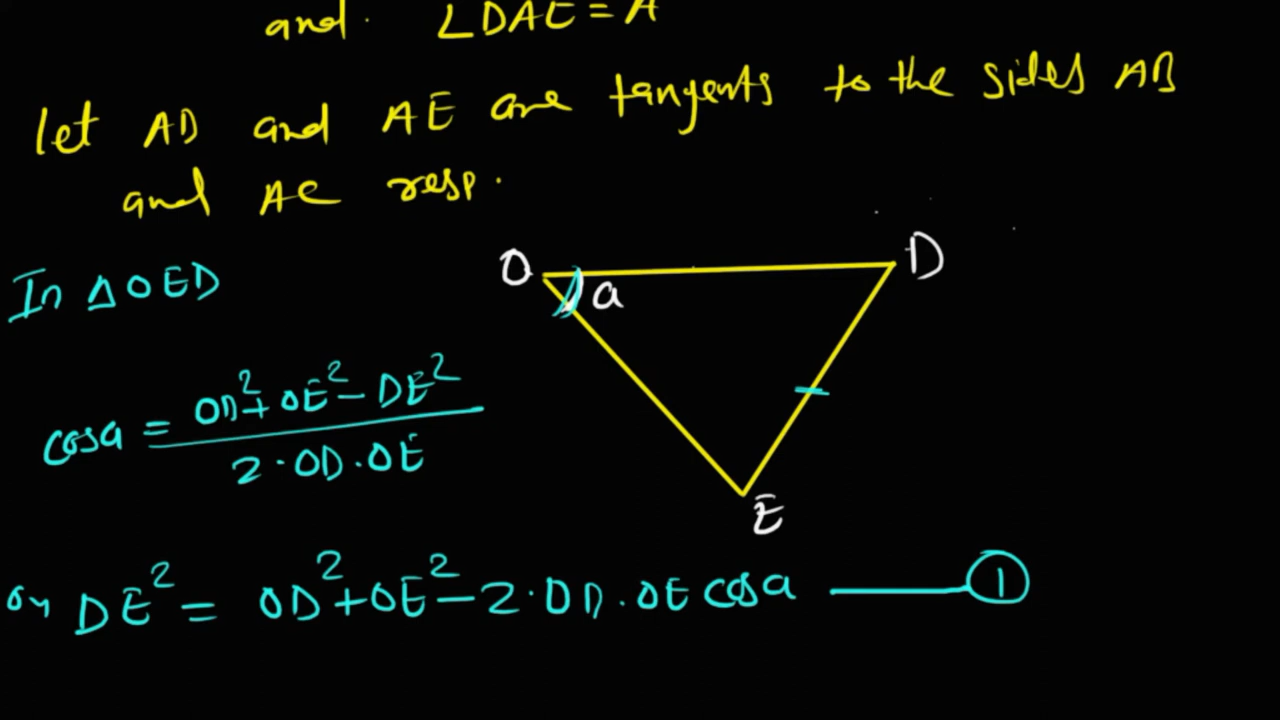 and. ∠DAE = A
let AD and AE are tangents to the sides AB
and AC resp.
In △OED
O
D
a
E
cosa = (OD²+OE²−DE²)/(2·OD·OE)
or DE² = OD²+OE²−2·OD·OE cosa —— ①